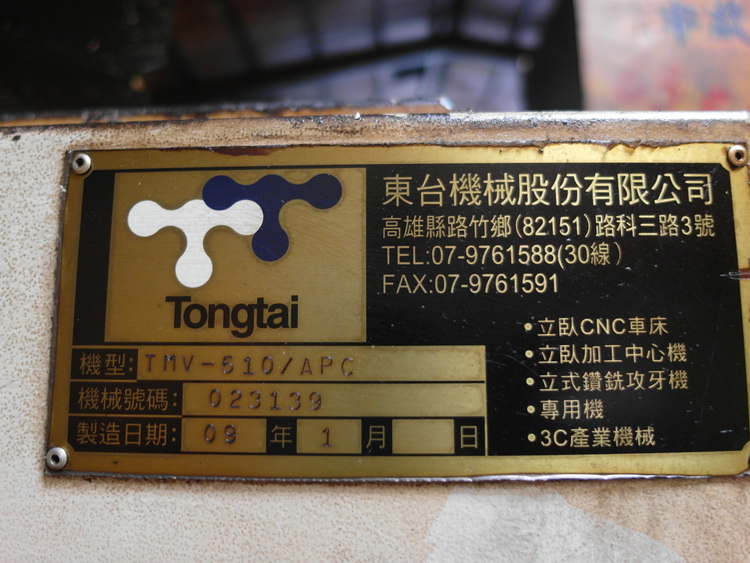 東台機械股份有限公司
高雄縣路竹鄉(82151)路科三路3號
TEL:07-9761588(30線)
FAX:07-9761591
Tongtai
機型:TMV-510/APC
機械號碼:023139
製造日期:09年1月 日
•立臥CNC車床
•立臥加工中心機
•立式鑽銑攻牙機
•專用機
•3C產業機械